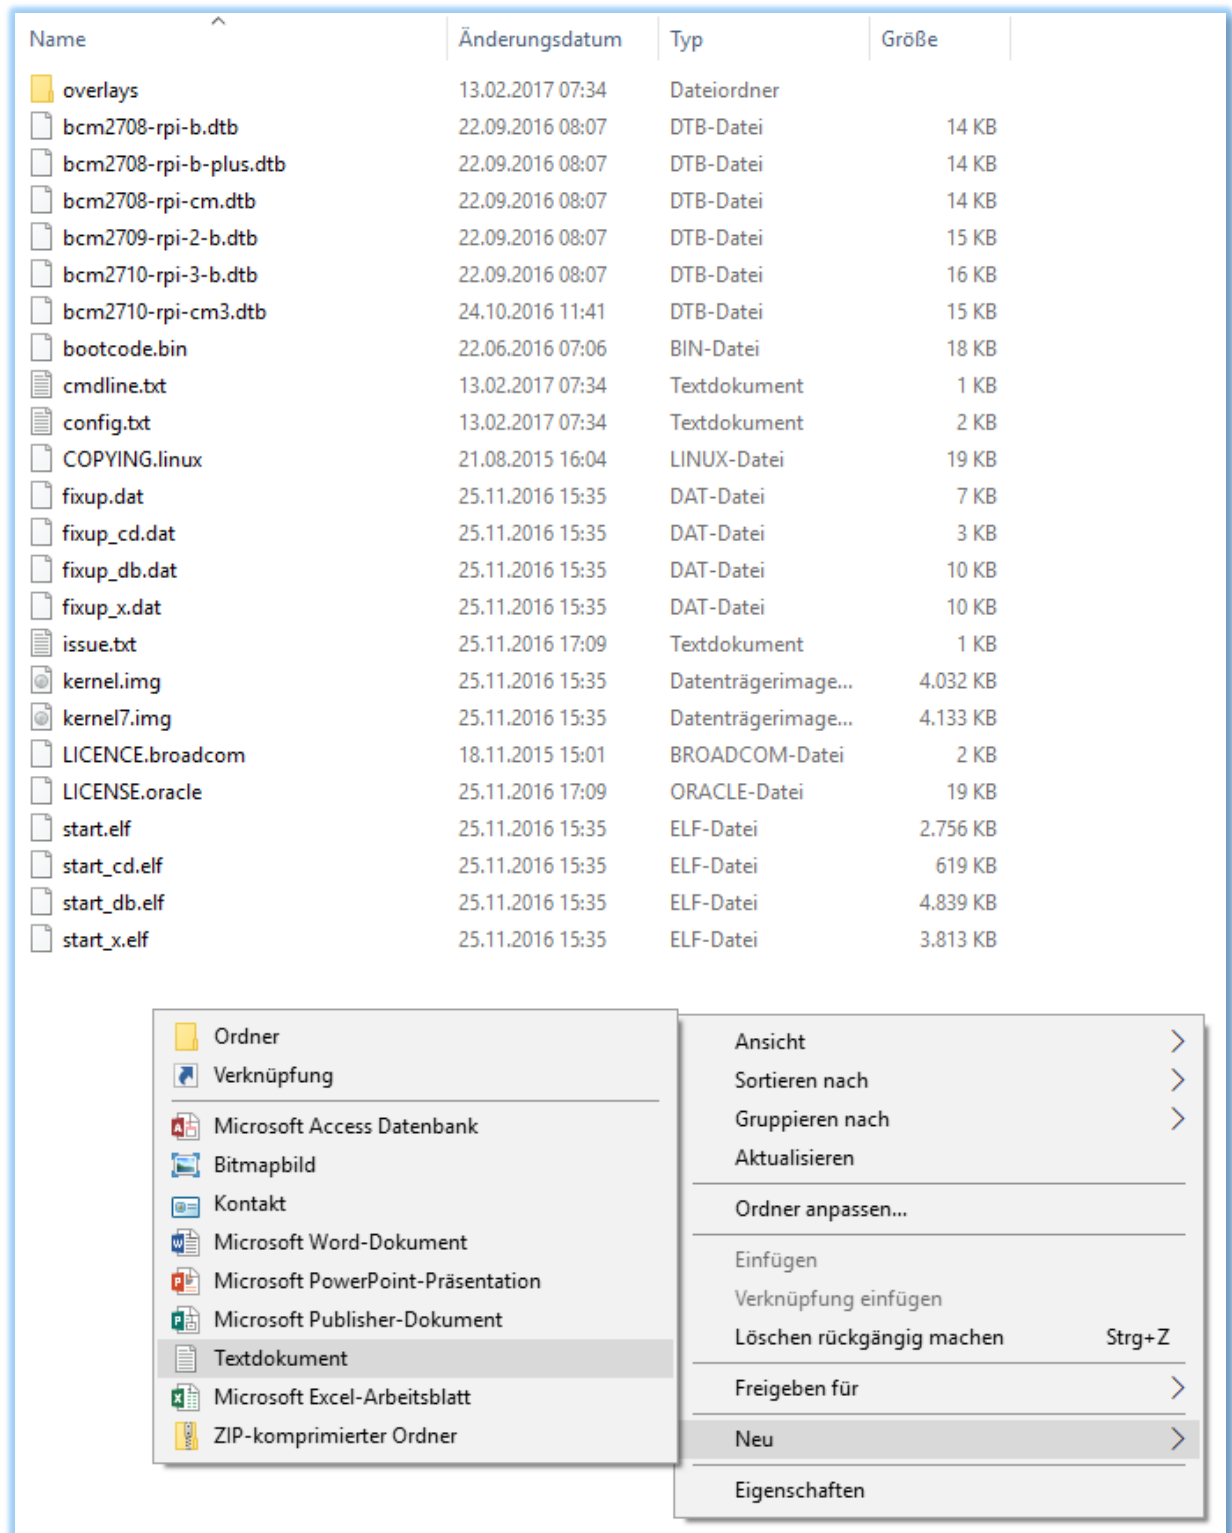 Name Änderungsdatum Typ Größe
overlays 13.02.2017 07:34 Dateiordner
bcm2708-rpi-b.dtb 22.09.2016 08:07 DTB-Datei 14 KB
bcm2708-rpi-b-plus.dtb 22.09.2016 08:07 DTB-Datei 14 KB
bcm2708-rpi-cm.dtb 22.09.2016 08:07 DTB-Datei 14 KB
bcm2709-rpi-2-b.dtb 22.09.2016 08:07 DTB-Datei 15 KB
bcm2710-rpi-3-b.dtb 22.09.2016 08:07 DTB-Datei 16 KB
bcm2710-rpi-cm3.dtb 24.10.2016 11:41 DTB-Datei 15 KB
bootcode.bin 22.06.2016 07:06 BIN-Datei 18 KB
cmdline.txt 13.02.2017 07:34 Textdokument 1 KB
config.txt 13.02.2017 07:34 Textdokument 2 KB
COPYING.linux 21.08.2015 16:04 LINUX-Datei 19 KB
fixup.dat 25.11.2016 15:35 DAT-Datei 7 KB
fixup_cd.dat 25.11.2016 15:35 DAT-Datei 3 KB
fixup_db.dat 25.11.2016 15:35 DAT-Datei 10 KB
fixup_x.dat 25.11.2016 15:35 DAT-Datei 10 KB
issue.txt 25.11.2016 17:09 Textdokument 1 KB
kernel.img 25.11.2016 15:35 Datenträgerimage... 4.032 KB
kernel7.img 25.11.2016 15:35 Datenträgerimage... 4.133 KB
LICENCE.broadcom 18.11.2015 15:01 BROADCOM-Datei 2 KB
LICENSE.oracle 25.11.2016 17:09 ORACLE-Datei 19 KB
start.elf 25.11.2016 15:35 ELF-Datei 2.756 KB
start_cd.elf 25.11.2016 15:35 ELF-Datei 619 KB
start_db.elf 25.11.2016 15:35 ELF-Datei 4.839 KB
start_x.elf 25.11.2016 15:35 ELF-Datei 3.813 KB
Ordner
Verknüpfung
Microsoft Access Datenbank
Bitmapbild
Kontakt
Microsoft Word-Dokument
Microsoft PowerPoint-Präsentation
Microsoft Publisher-Dokument
Textdokument
Microsoft Excel-Arbeitsblatt
ZIP-komprimierter Ordner
Ansicht
Sortieren nach
Gruppieren nach
Aktualisieren
Ordner anpassen...
Einfügen
Verknüpfung einfügen
Löschen rückgängig machen Strg+Z
Freigeben für
Neu
Eigenschaften